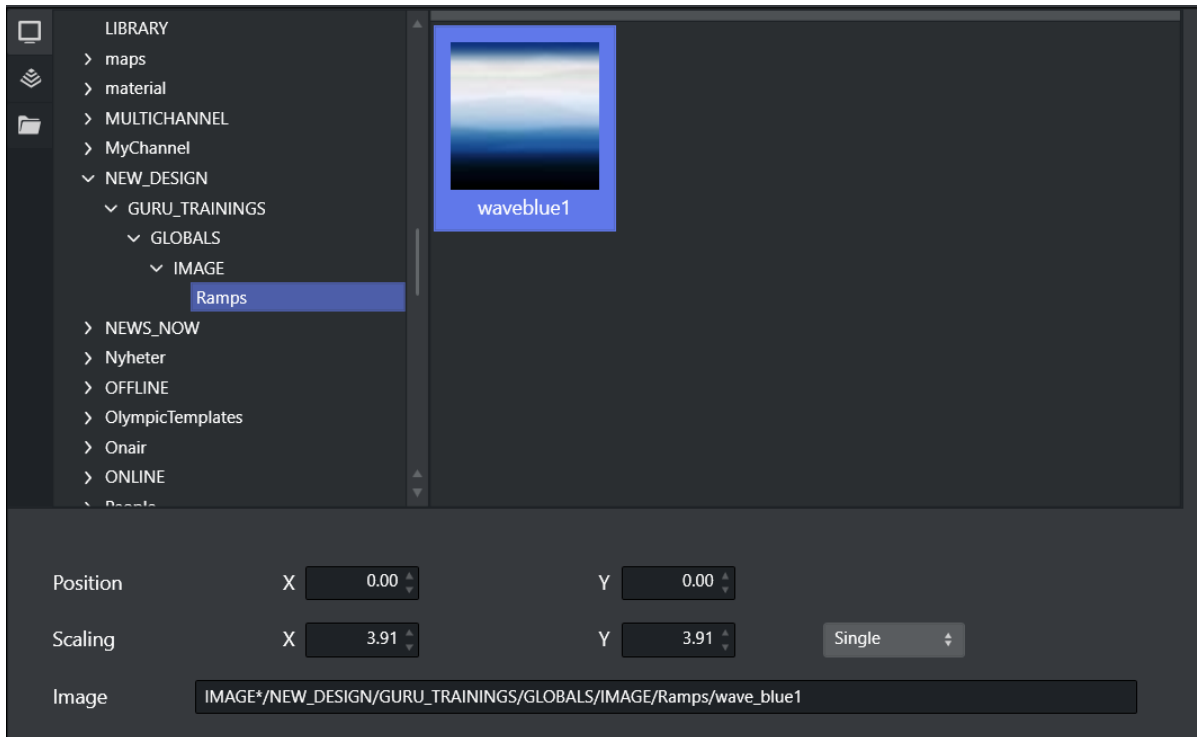 LIBRARY
maps
material
MULTICHANNEL
MyChannel
NEW_DESIGN
GURU_TRAININGS
GLOBALS
IMAGE
Ramps
NEWS_NOW
Nyheter
OFFLINE
OlympicTemplates
Onair
ONLINE
waveblue1
Position X 0.00 Y 0.00
Scaling X 3.91 Y 3.91 Single
Image IMAGE*/NEW_DESIGN/GURU_TRAININGS/GLOBALS/IMAGE/Ramps/wave_blue1